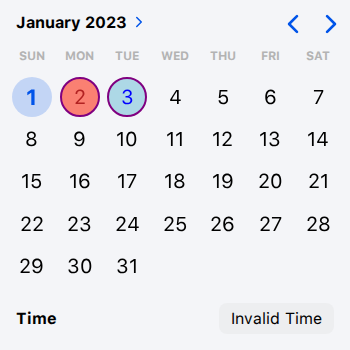 January 2023
SUN MON TUE WED THU FRI SAT
1 2 3 4 5 6 7
8 9 10 11 12 13 14
15 16 17 18 19 20 21
22 23 24 25 26 27 28
29 30 31
Time Invalid Time